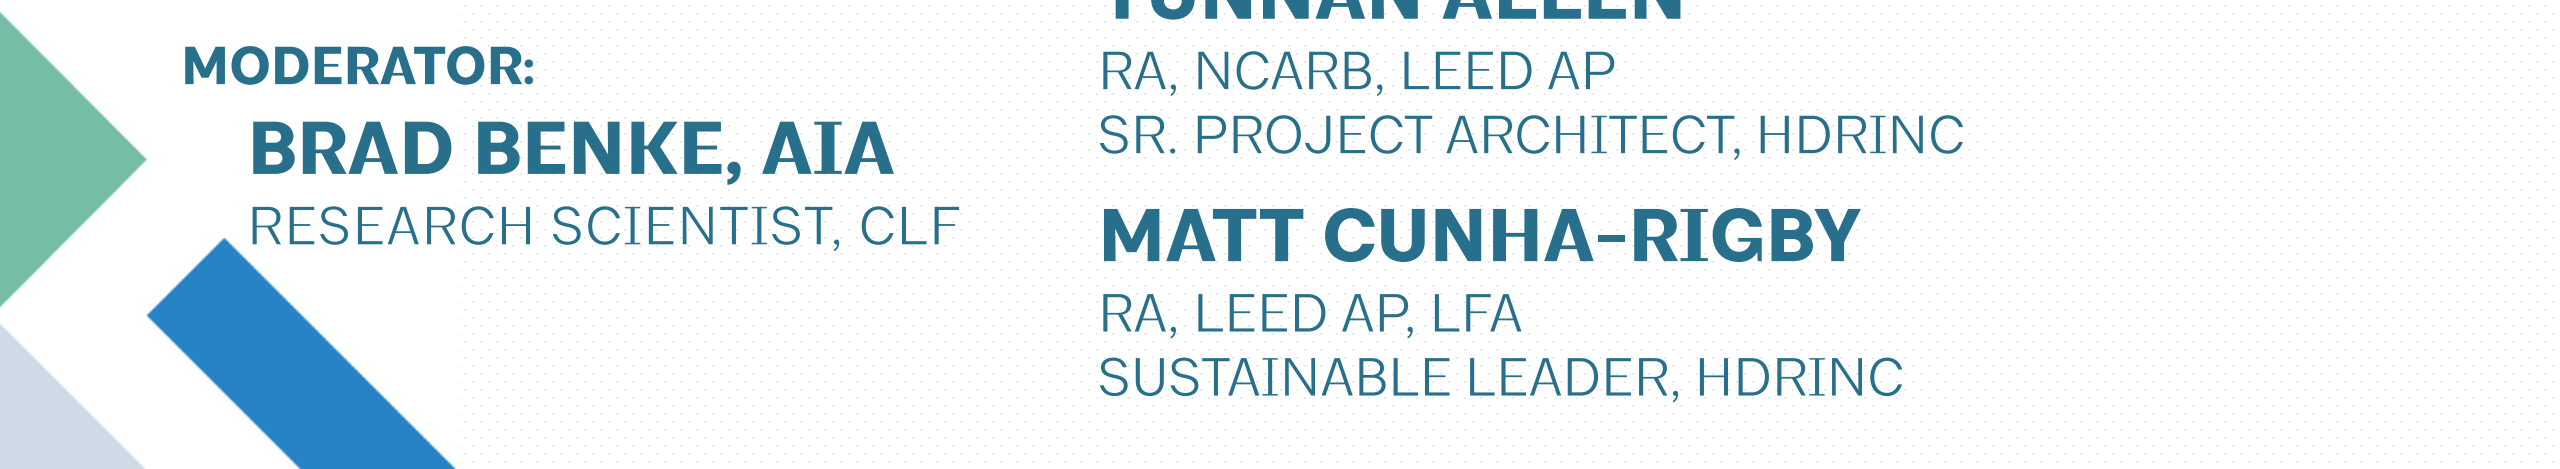 MODERATOR:
BRAD BENKE, AIA
RESEARCH SCIENTIST, CLF
ALLEN
RA, NCARB, LEED AP
SR. PROJECT ARCHITECT, HDRINC
MATT CUNHA-RIGBY
RA, LEED AP, LFA
SUSTAINABLE LEADER, HDRINC